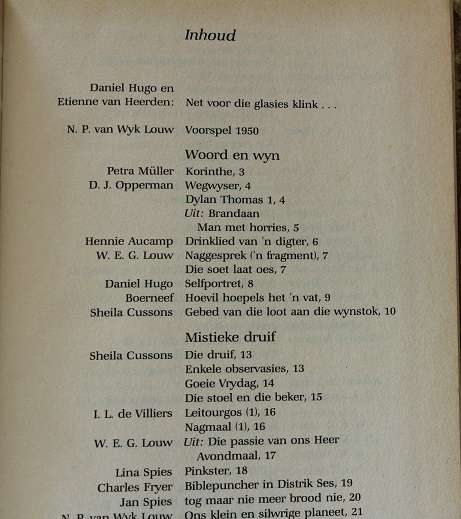 Inhoud
Daniel Hugo en
Etienne van Heerden: Net voor die glasies klink . . .
N. P. van Wyk Louw Voorspel 1950
Woord en wyn
Petra Müller Korinthe, 3
D. J. Opperman Wegwyser, 4
Dylan Thomas 1, 4
Uit: Brandaan
Man met horries, 5
Hennie Aucamp Drinklied van 'n digter, 6
W. E. G. Louw Naggesprek ('n fragment), 7
Die soet laat oes, 7
Daniel Hugo Selfportret, 8
Boerneef Hoevil hoepels het 'n vat, 9
Sheila Cussons Gebed van die loot aan die wynstok, 10
Mistieke druif
Sheila Cussons Die druif, 13
Enkele observasies, 13
Goeie Vrydag, 14
Die stoel en die beker, 15
I. L. de Villiers Leitourgos (1), 16
Nagmaal (1), 16
W. E. G. Louw Uit: Die passie van ons Heer
Avondmaal, 17
Lina Spies Pinkster, 18
Charles Fryer Biblepuncher in Distrik Ses, 19
Jan Spies tog maar nie meer brood nie, 20
N. P. van Wyk Louw Ons klein en silwrige planeet, 21